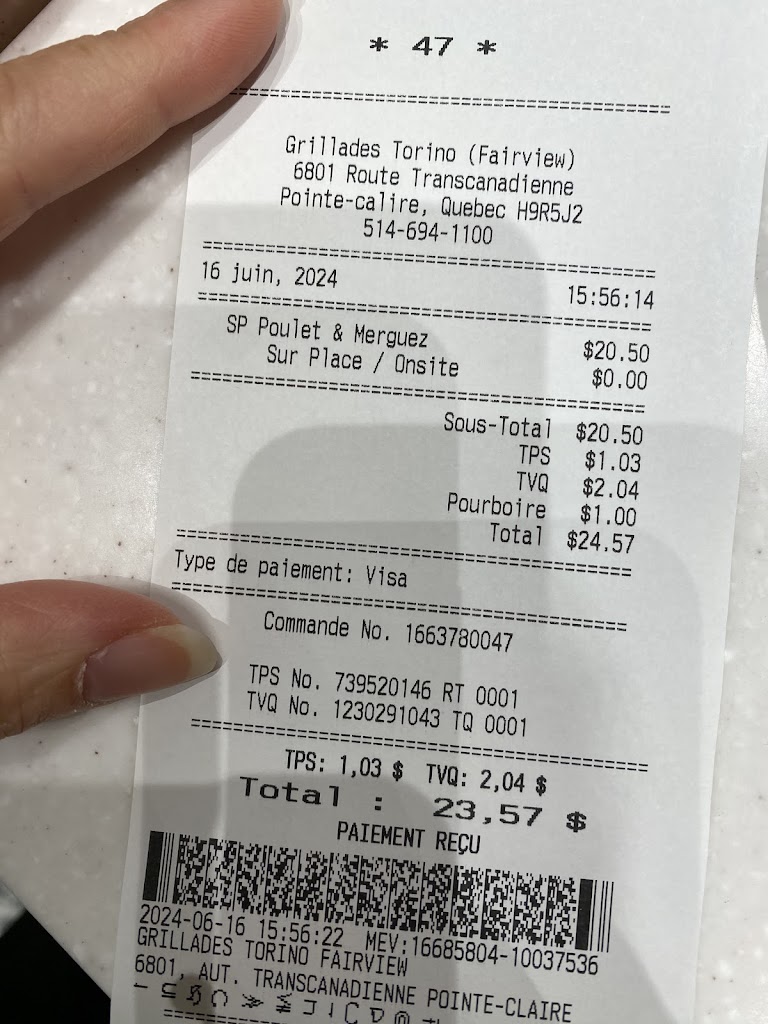 * 47 *
Grillades Torino (Fairview)
6801 Route Transcanadienne
Pointe-calire, Quebec H9R5J2
514-694-1100
16 juin, 2024 15:56:14
SP Poulet & Merguez $20.50
Sur Place / Onsite $0.00
Sous-Total $20.50
TPS $1.03
TVQ $2.04
Pourboire $1.00
Total $24.57
Type de paiement: Visa
Commande No. 1663780047
TPS No. 739520146 RT 0001
TVQ No. 1230291043 TQ 0001
TPS: 1,03 $ TVQ: 2,04 $
Total : 23,57 $
PAIEMENT REÇU
2024-06-16 15:56:22 MEV:16685804-10037536
GRILLADES TORINO FAIRVIEW
6801, AUT. TRANSCANADIENNE POINTE-CLAIRE